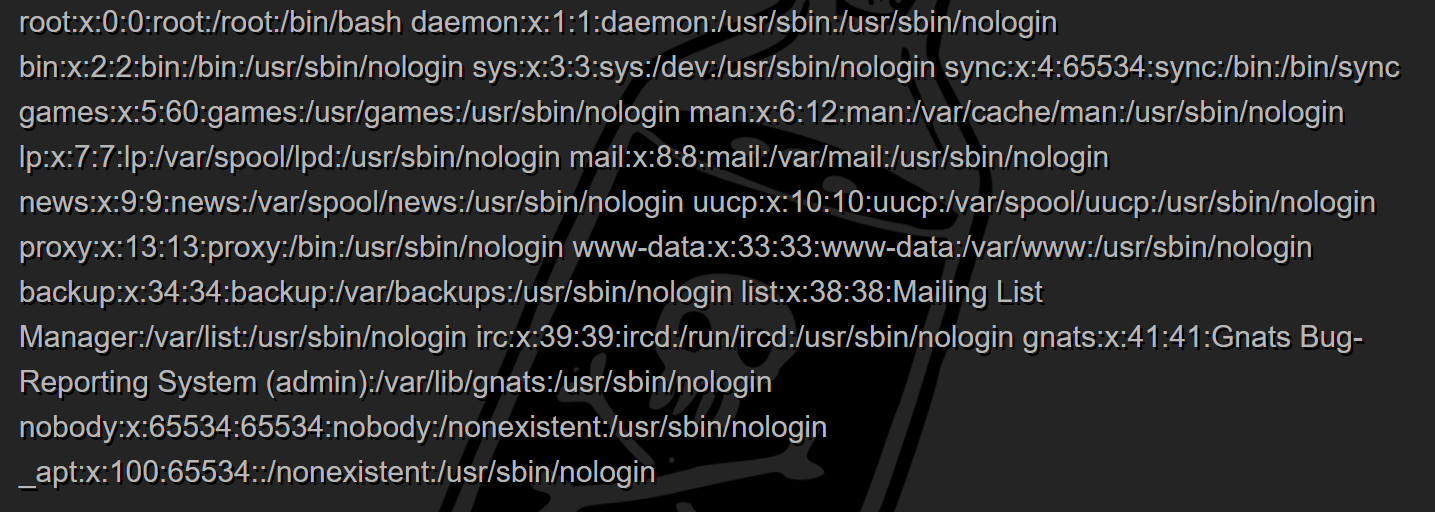 root:x:0:0:root:/root:/bin/bash daemon:x:1:1:daemon:/usr/sbin:/usr/sbin/nologin
bin:x:2:2:bin:/bin:/usr/sbin/nologin sys:x:3:3:sys:/dev:/usr/sbin/nologin sync:x:4:65534:sync:/bin:/bin/sync
games:x:5:60:games:/usr/games:/usr/sbin/nologin man:x:6:12:man:/var/cache/man:/usr/sbin/nologin
lp:x:7:7:lp:/var/spool/lpd:/usr/sbin/nologin mail:x:8:8:mail:/var/mail:/usr/sbin/nologin
news:x:9:9:news:/var/spool/news:/usr/sbin/nologin uucp:x:10:10:uucp:/var/spool/uucp:/usr/sbin/nologin
proxy:x:13:13:proxy:/bin:/usr/sbin/nologin www-data:x:33:33:www-data:/var/www:/usr/sbin/nologin
backup:x:34:34:backup:/var/backups:/usr/sbin/nologin list:x:38:38:Mailing List
Manager:/var/list:/usr/sbin/nologin irc:x:39:39:ircd:/run/ircd:/usr/sbin/nologin gnats:x:41:41:Gnats Bug-
Reporting System (admin):/var/lib/gnats:/usr/sbin/nologin
nobody:x:65534:65534:nobody:/nonexistent:/usr/sbin/nologin
_apt:x:100:65534::/nonexistent:/usr/sbin/nologin